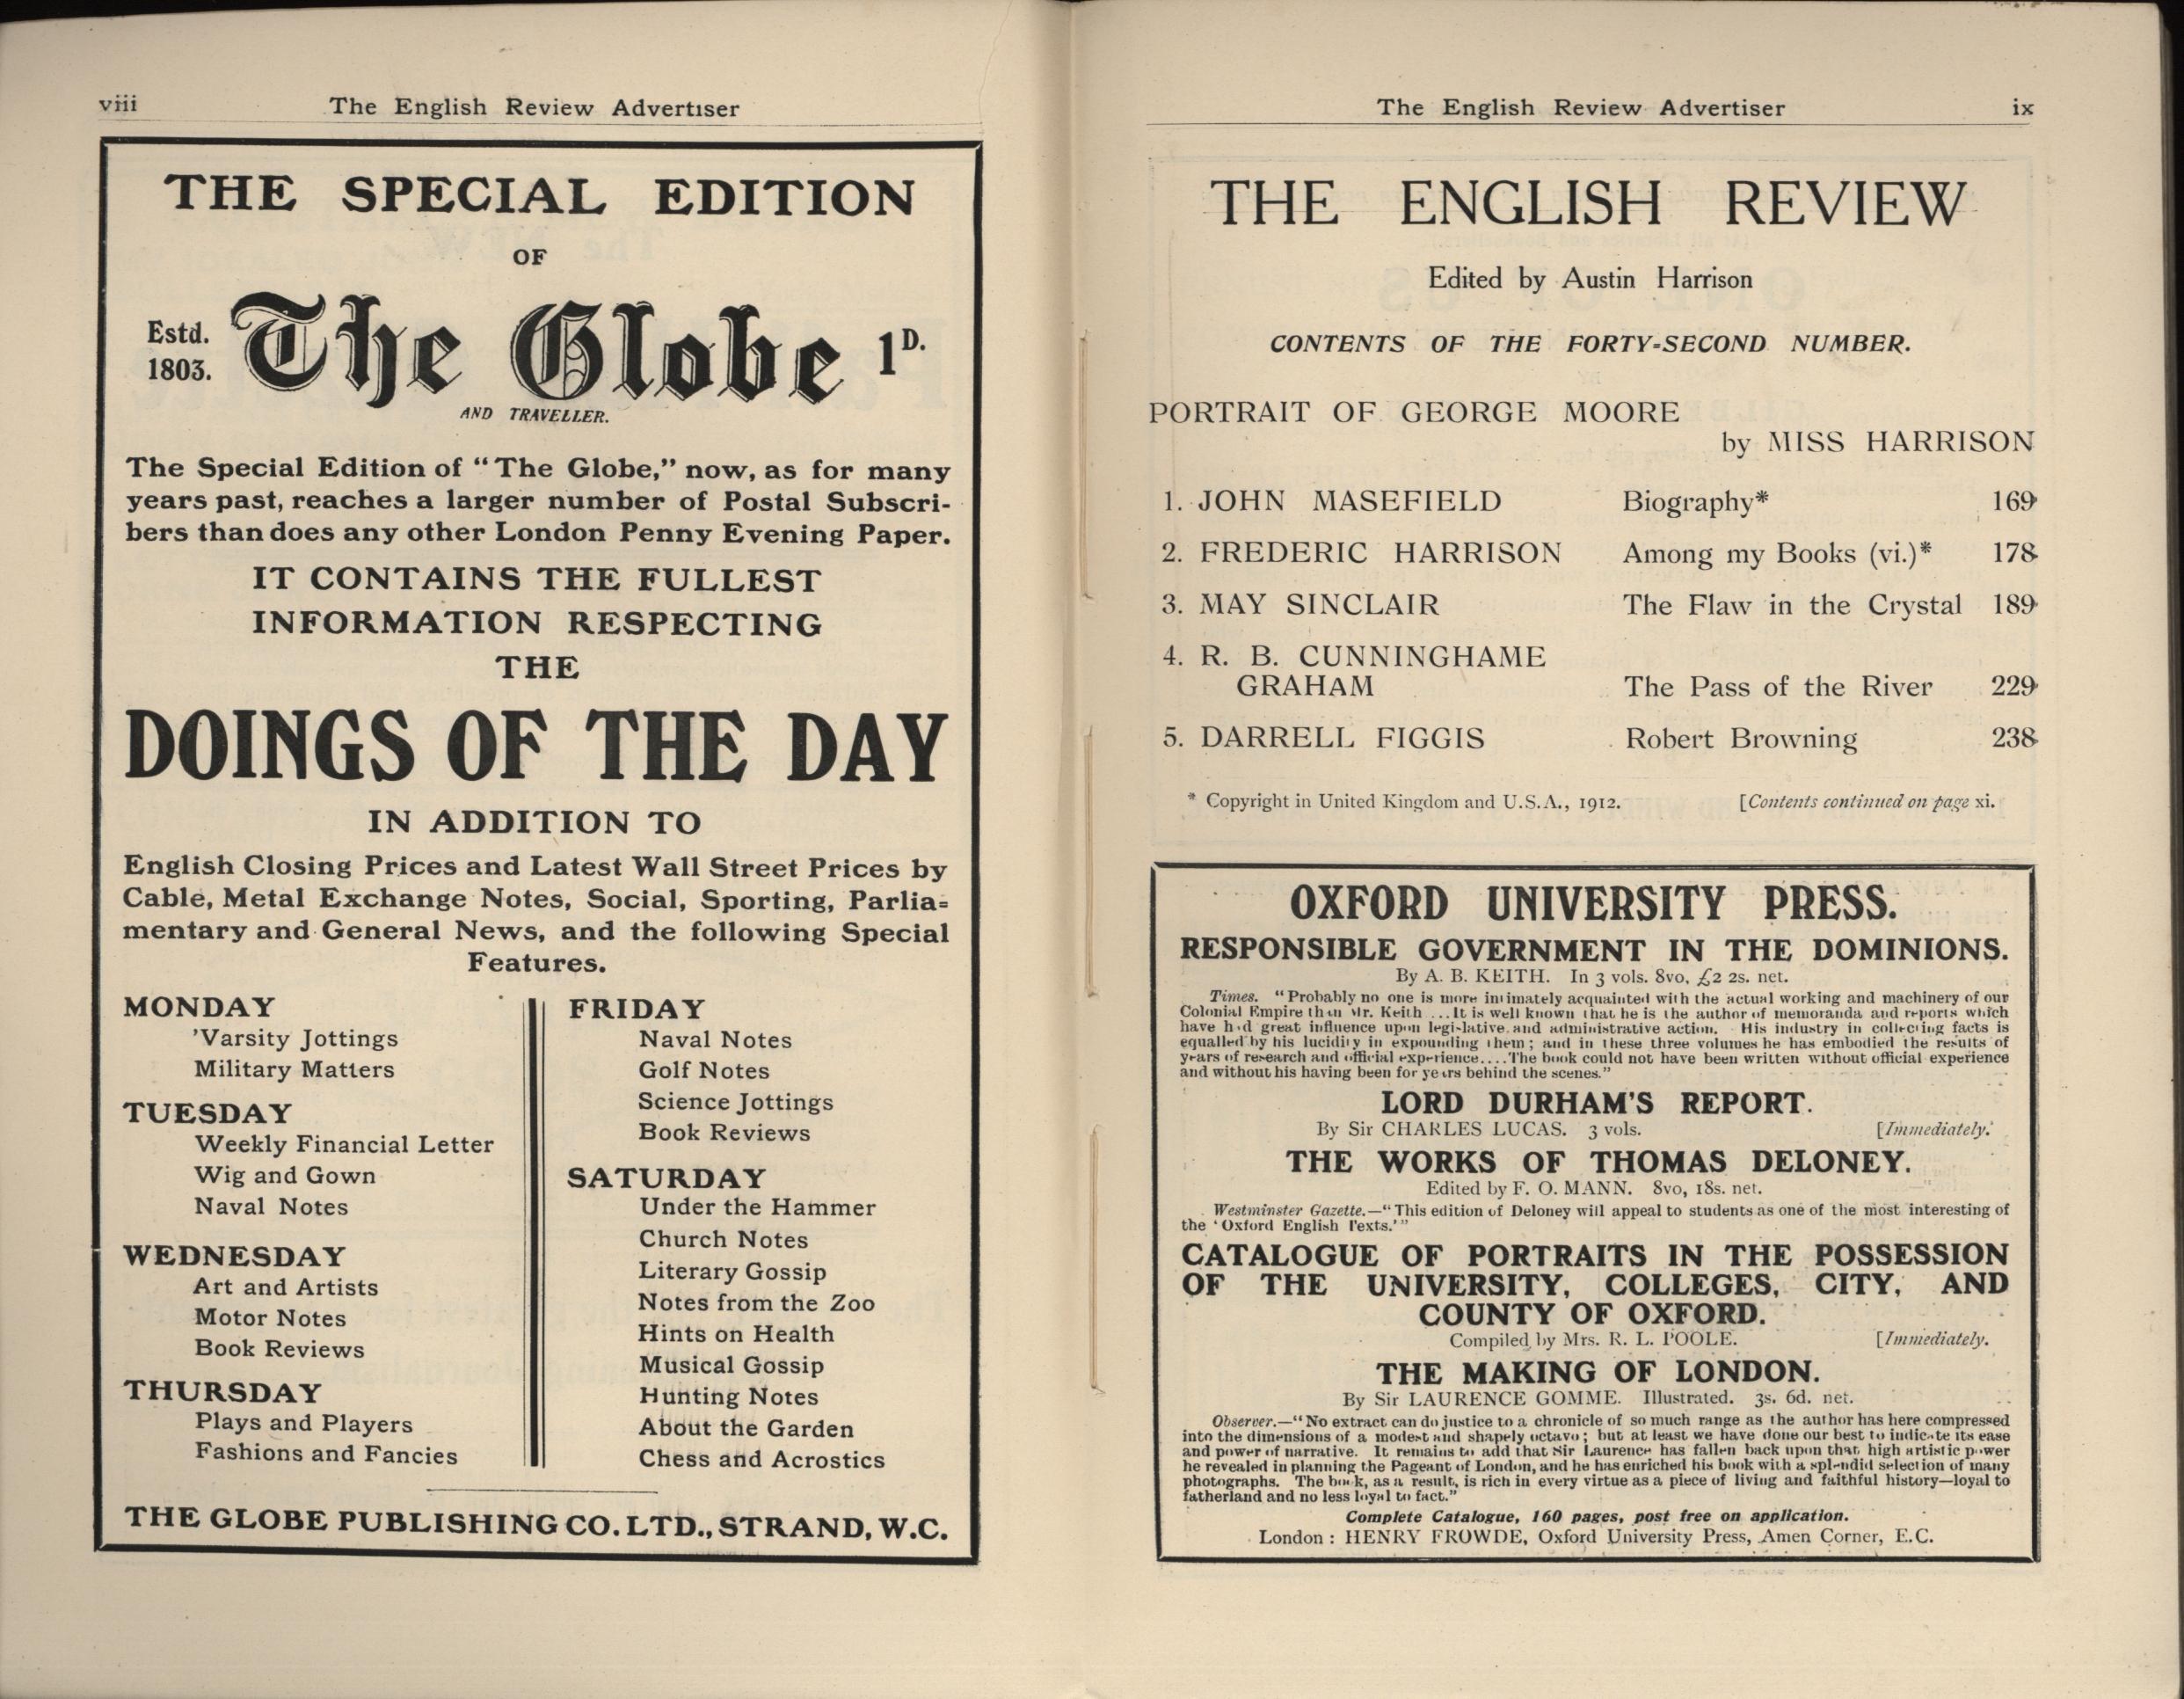 viii
The English Review Advertiser
THE SPECIAL EDITION
OF
Estd.
1803.
The Globe
1D.
AND TRAVELLER.
The Special Edition of "The Globe," now, as for many
years past, reaches a larger number of Postal Subscri-
bers than does any other London Penny Evening Paper.
IT CONTAINS THE FULLEST
INFORMATION RESPECTING
THE
DOINGS OF THE DAY
IN ADDITION TO
English Closing Prices and Latest Wall Street Prices by
Cable, Metal Exchange Notes, Social, Sporting, Parlia-
mentary and General News, and the following Special
Features.
MONDAY
'Varsity Jottings
Military Matters
TUESDAY
Weekly Financial Letter
Wig and Gown
Naval Notes
WEDNESDAY
Art and Artists
Motor Notes
Book Reviews
THURSDAY
Plays and Players
Fashions and Fancies
FRIDAY
Naval Notes
Golf Notes
Science Jottings
Book Reviews
SATURDAY
Under the Hammer
Church Notes
Literary Gossip
Notes from the Zoo
Hints on Health
Musical Gossip
Hunting Notes
About the Garden
Chess and Acrostics
THE GLOBE PUBLISHING CO. LTD., STRAND, W.C.
The English Review Advertiser
ix
THE ENGLISH REVIEW
Edited by Austin Harrison
CONTENTS OF THE FORTY-SECOND NUMBER.
PORTRAIT OF GEORGE MOORE
by MISS HARRISON
1. JOHN MASEFIELD Biography* 169
2. FREDERIC HARRISON Among my Books (vi.)* 178
3. MAY SINCLAIR The Flaw in the Crystal 189
4. R. B. CUNNINGHAME
GRAHAM The Pass of the River 229
5. DARRELL FIGGIS Robert Browning 238
* Copyright in United Kingdom and U.S.A., 1912. [Contents continued on page xi.
OXFORD UNIVERSITY PRESS.
RESPONSIBLE GOVERNMENT IN THE DOMINIONS.
By A. B. KEITH. In 3 vols. 8vo, £2 2s. net.
Times. "Probably no one is more intimately acquainted with the actual working and machinery of our
Colonial Empire than Mr. Keith ... It is well known that he is the author of memoranda and reports which
have had great influence upon legislative and administrative action. His industry in collecting facts is
equalled by his lucidity in expounding them; and in these three volumes he has embodied the results of
years of research and official experience.... The book could not have been written without official experience
and without his having been for years behind the scenes."
LORD DURHAM'S REPORT.
By Sir CHARLES LUCAS. 3 vols. [Immediately.
THE WORKS OF THOMAS DELONEY.
Edited by F. O. MANN. 8vo, 18s. net.
Westminster Gazette.—"This edition of Deloney will appeal to students as one of the most interesting of
the 'Oxford English Texts.'"
CATALOGUE OF PORTRAITS IN THE POSSESSION
OF THE UNIVERSITY, COLLEGES, CITY, AND
COUNTY OF OXFORD.
Compiled by Mrs. R. L. POOLE. [Immediately.
THE MAKING OF LONDON.
By Sir LAURENCE GOMME. Illustrated. 3s. 6d. net.
Observer.—"No extract can do justice to a chronicle of so much range as the author has here compressed
into the dimensions of a modest and shapely octavo; but at least we have done our best to indicate its ease
and power of narrative. It remains to add that Sir Laurence has fallen back upon that high artistic power
he revealed in planning the Pageant of London, and he has enriched his book with a splendid selection of many
photographs. The book, as a result, is rich in every virtue as a piece of living and faithful history—loyal to
fatherland and no less loyal to fact."
Complete Catalogue, 160 pages, post free on application.
London: HENRY FROWDE, Oxford University Press, Amen Corner, E.C.